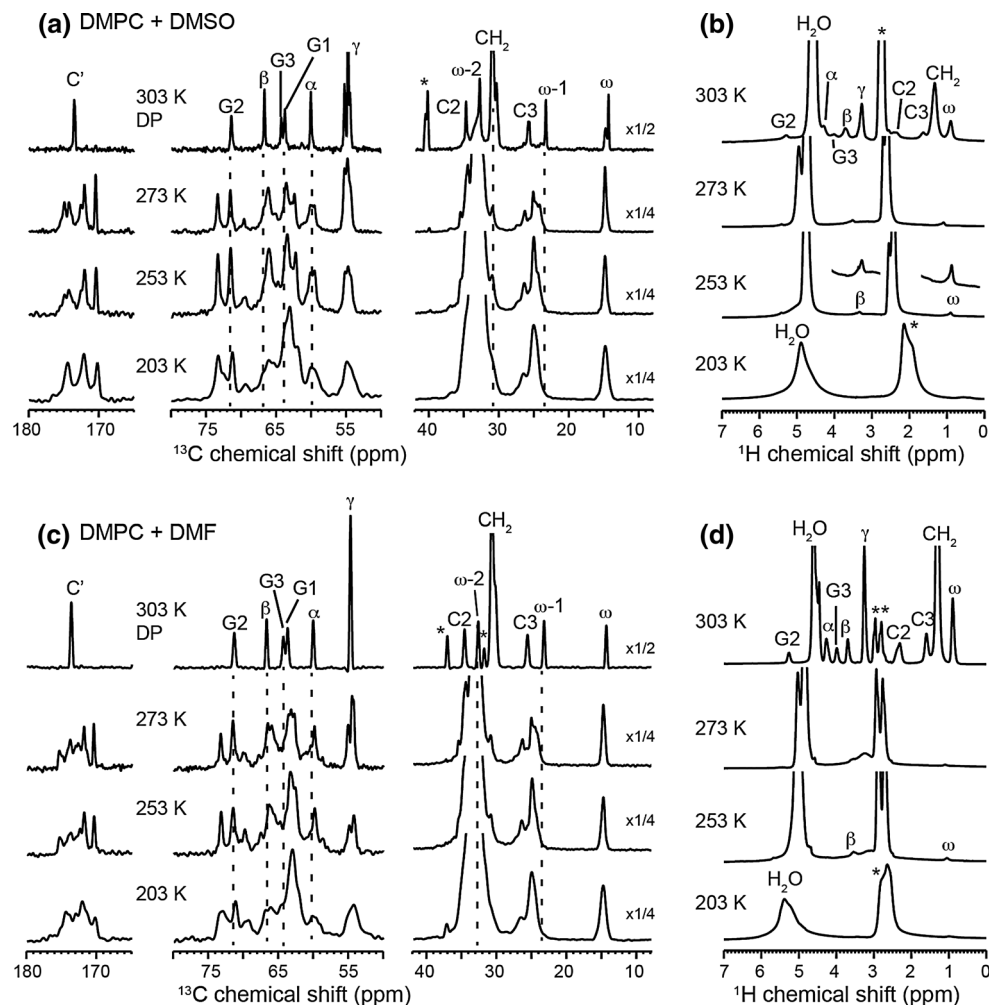 (a) DMPC + DMSO
C'
303 K
DP
G2
β
G3
G1
α
γ
*
C2
ω-2
CH₂
C3
ω-1
ω
x1/2
273 K
x1/4
253 K
x1/4
203 K
x1/4
180 170
75 65 55
40 30 20 10
¹³C chemical shift (ppm)
(b)
H₂O
*
303 K
G2
α
G3
β
γ
C2
C3
CH₂
ω
273 K
253 K
β
ω
203 K
H₂O
*
7 6 5 4 3 2 1 0
¹H chemical shift (ppm)
(c) DMPC + DMF
C'
303 K
DP
G2
β
G3
G1
α
γ
*
C2
ω-2
*
CH₂
C3
ω-1
ω
x1/2
273 K
x1/4
253 K
x1/4
203 K
x1/4
180 170
75 65 55
40 30 20 10
¹³C chemical shift (ppm)
(d)
H₂O
303 K
G2
α
G3
β
γ
**
C2
C3
CH₂
ω
273 K
253 K
β
ω
203 K
H₂O
*
7 6 5 4 3 2 1 0
¹H chemical shift (ppm)